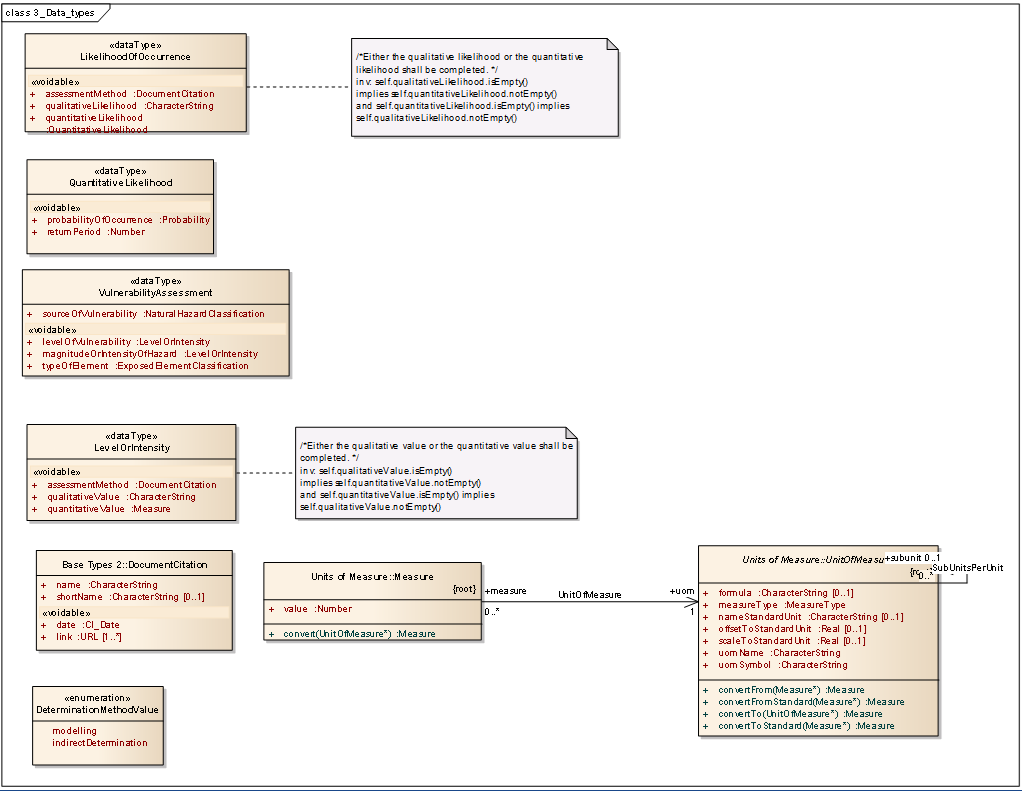 class 3_Data_types
«dataType»
LikelihoodOfOccurrence
«voidable»
+ assessmentMethod :DocumentCitation
+ qualitativeLikelihood :CharacterString
+ quantitativeLikelihood
:QuantitativeLikelihood
/*Either the qualitative likelihood or the quantitative
likelihood shall be completed. */
inv: self.qualitativeLikelihood.isEmpty()
implies self.quantitativeLikelihood.notEmpty()
and self.quantitativeLikelihood.isEmpty() implies
self.qualitativeLikelihood.notEmpty()
«dataType»
QuantitativeLikelihood
«voidable»
+ probabilityOfOccurrence :Probability
+ returnPeriod :Number
«dataType»
VulnerabilityAssessment
+ sourceOfVulnerability :NaturalHazardClassification
«voidable»
+ levelOfVulnerability :LevelOrIntensity
+ magnitudeOrIntensityOfHazard :LevelOrIntensity
+ typeOfElement :ExposedElementClassification
«dataType»
LevelOrIntensity
«voidable»
+ assessmentMethod :DocumentCitation
+ qualitativeValue :CharacterString
+ quantitativeValue :Measure
/*Either the qualitative value or the quantitative value shall be
completed. */
inv: self.qualitativeValue.isEmpty()
implies self.quantitativeValue.notEmpty()
and self.quantitativeValue.isEmpty() implies
self.qualitativeValue.notEmpty()
Base Types 2::DocumentCitation
+ name :CharacterString
+ shortName :CharacterString [0..1]
«voidable»
+ date :CI_Date
+ link :URL [1..*]
Units of Measure::Measure
{root}
+ value :Number
+ convert(UnitOfMeasure*) :Measure
+measure
0..*
UnitOfMeasure
+uom
1
Units of Measure::UnitOfMeasu
+subunit 0..1
{ro
0..*
SubUnitsPerUnit
+ formula :CharacterString [0..1]
+ measureType :MeasureType
+ nameStandardUnit :CharacterString [0..1]
+ offsetToStandardUnit :Real [0..1]
+ scaleToStandardUnit :Real [0..1]
+ uomName :CharacterString
+ uomSymbol :CharacterString
+ convertFrom(Measure*) :Measure
+ convertFromStandard(Measure*) :Measure
+ convertTo(UnitOfMeasure*) :Measure
+ convertToStandard(Measure*) :Measure
«enumeration»
DeterminationMethodValue
modelling
indirectDetermination